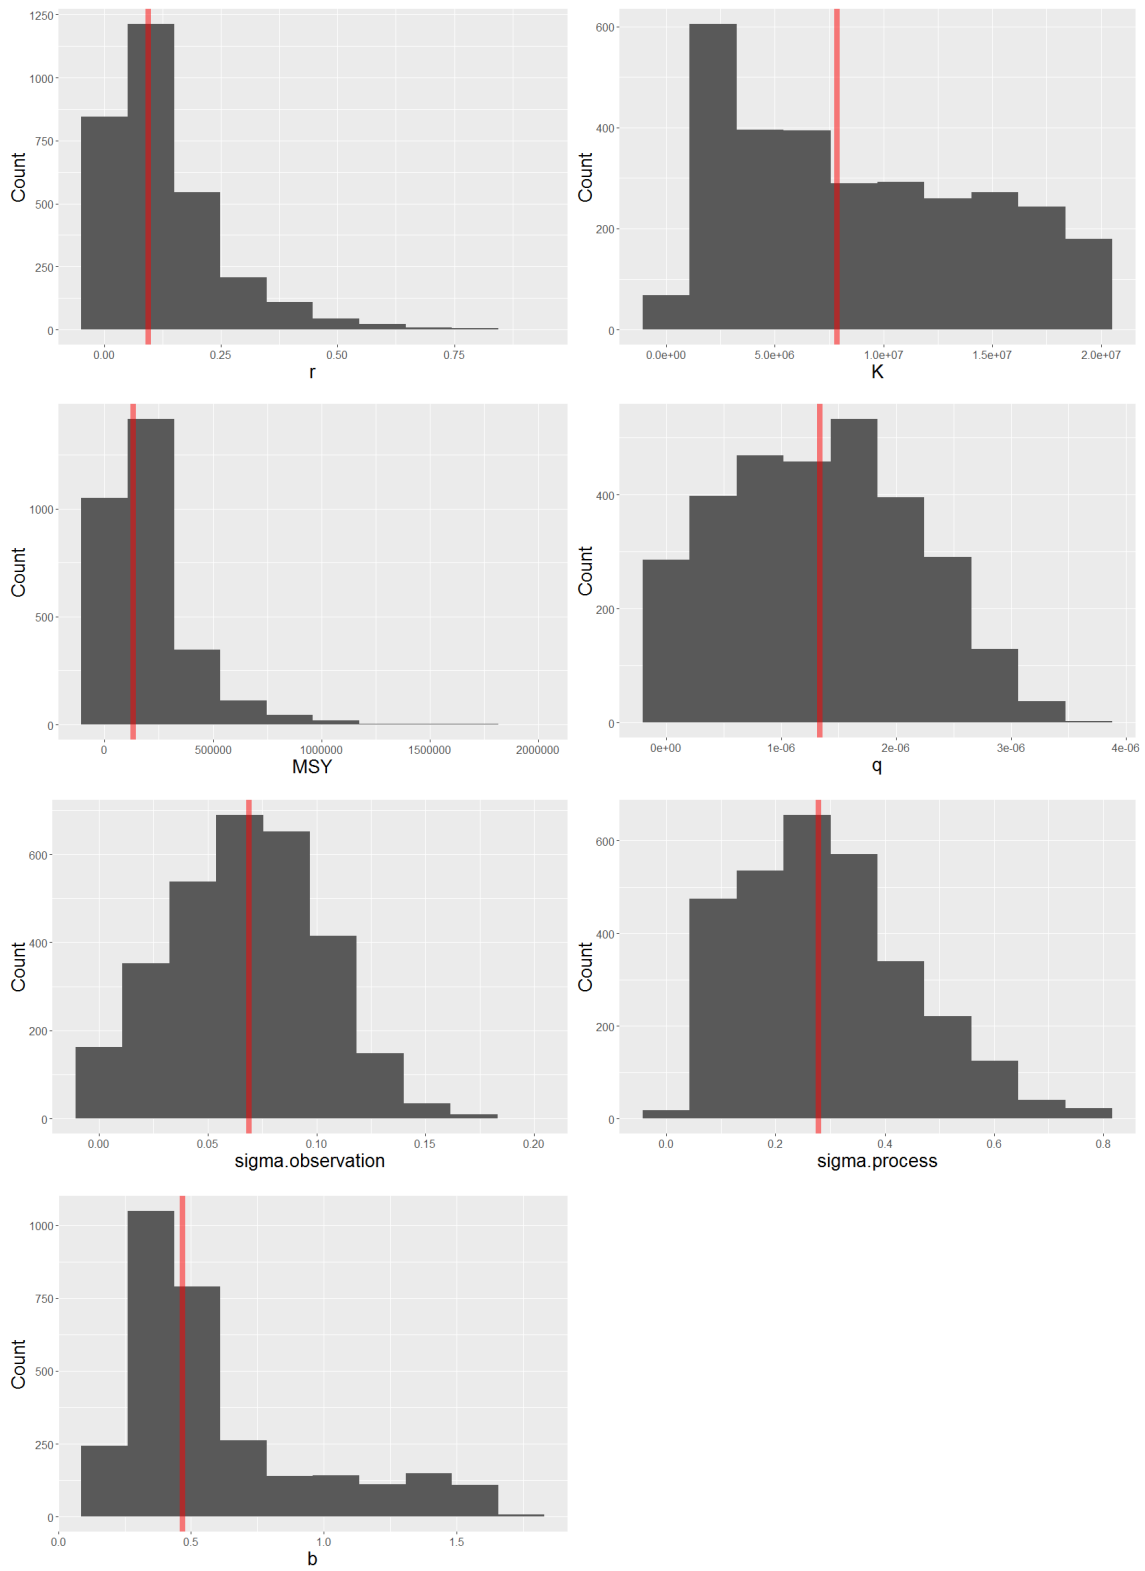 1250
1000
750
500
250
0
Count
0.00 0.25 0.50 0.75
r
600
400
200
0
Count
0.0e+00 5.0e+06 1.0e+07 1.5e+07 2.0e+07
K
1000
500
0
Count
0 500000 1000000 1500000 2000000
MSY
400
200
0
Count
0e+00 1e-06 2e-06 3e-06 4e-06
q
600
400
200
0
Count
0.00 0.05 0.10 0.15 0.20
sigma.observation
600
400
200
0
Count
0.0 0.2 0.4 0.6 0.8
sigma.process
1000
750
500
250
0
Count
0.0 0.5 1.0 1.5
b